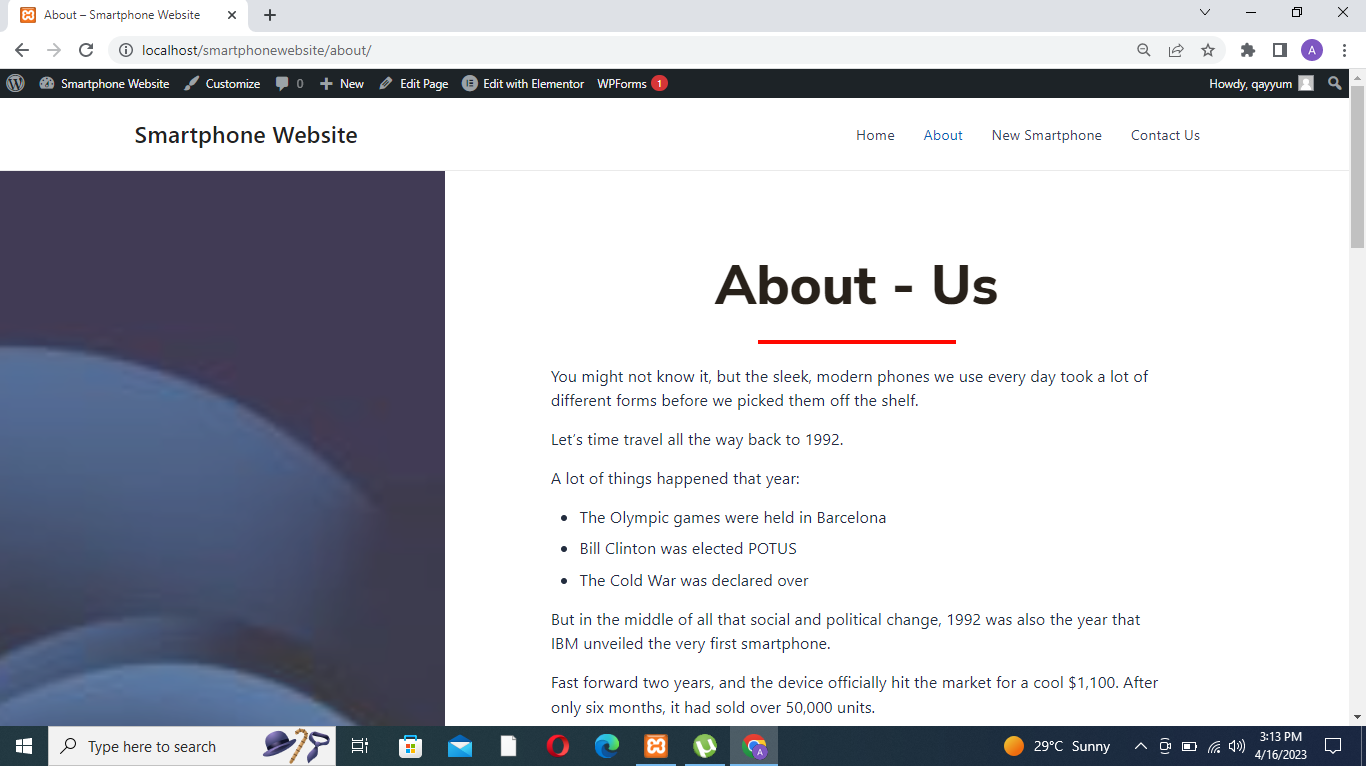 About – Smartphone Website
localhost/smartphonewebsite/about/
A
Smartphone Website
Customize
0
New
Edit Page
Edit with Elementor
WPForms
1
Howdy, qayyum
Smartphone Website
Home
About
New Smartphone
Contact Us
About - Us
You might not know it, but the sleek, modern phones we use every day took a lot of
different forms before we picked them off the shelf.
Let’s time travel all the way back to 1992.
A lot of things happened that year:
• The Olympic games were held in Barcelona
• Bill Clinton was elected POTUS
• The Cold War was declared over
But in the middle of all that social and political change, 1992 was also the year that
IBM unveiled the very first smartphone.
Fast forward two years, and the device officially hit the market for a cool $1,100. After
only six months, it had sold over 50,000 units.
Type here to search
A
29°C Sunny
3:13 PM
4/16/2023